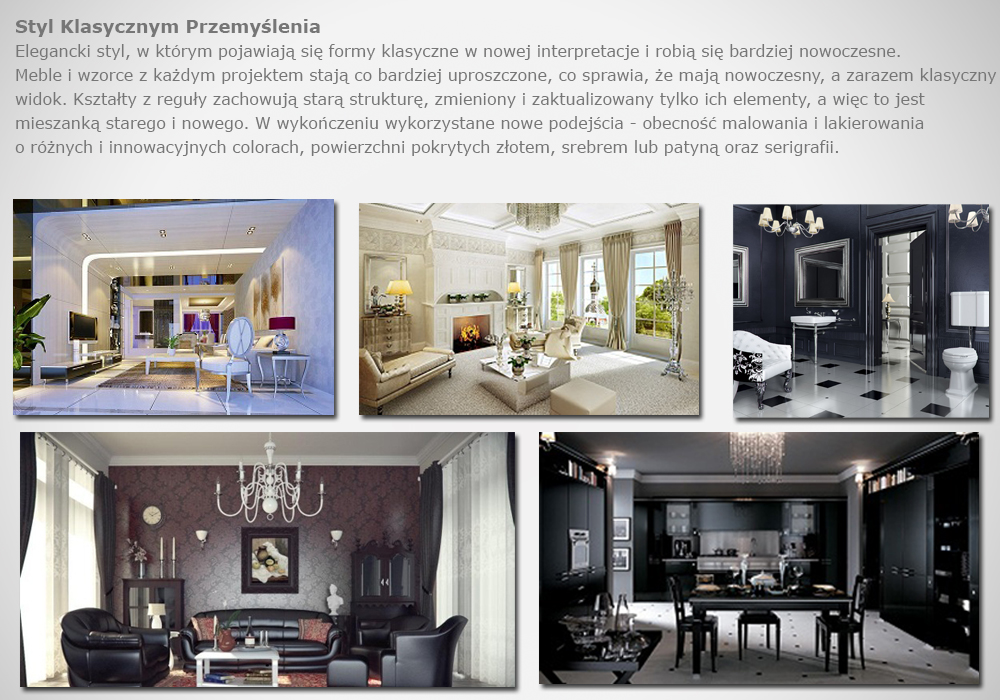 Styl Klasycznym Przemyślenia
Elegancki styl, w którym pojawiają się formy klasyczne w nowej interpretacje i robią się bardziej nowoczesne.
Meble i wzorce z każdym projektem stają co bardziej uproszczone, co sprawia, że mają nowoczesny, a zarazem klasyczny
widok. Kształty z reguły zachowują starą strukturę, zmieniony i zaktualizowany tylko ich elementy, a więc to jest
mieszanką starego i nowego. W wykończeniu wykorzystane nowe podejścia - obecność malowania i lakierowania
o różnych i innowacyjnych colorach, powierzchni pokrytych złotem, srebrem lub patyną oraz serigrafii.